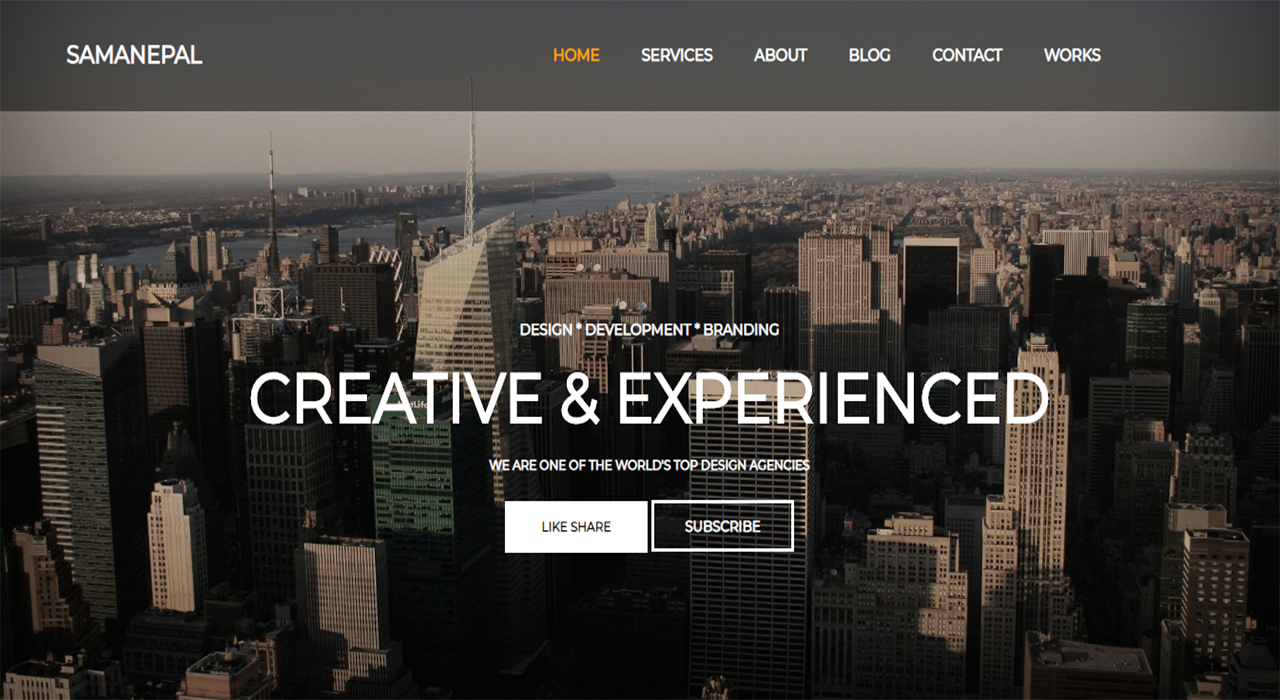 SAMANEPAL HOME SERVICES ABOUT BLOG CONTACT WORKS
DESIGN * DEVELOPMENT * BRANDING
CREATIVE & EXPERIENCED
WE ARE ONE OF THE WORLD'S TOP DESIGN AGENCIES
LIKE SHARE SUBSCRIBE